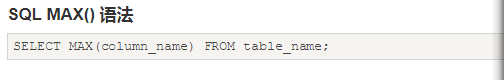 SQL MAX() 语法
SELECT MAX(column_name) FROM table_name;